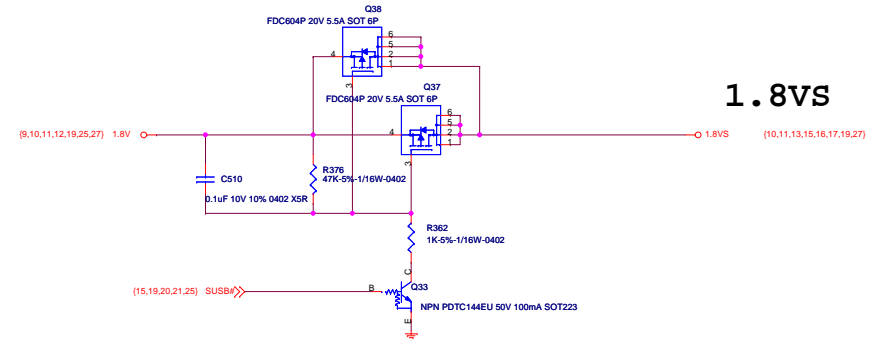 Q38
FDC604P 20V 5.5A SOT 6P
6
5
4
2
1
3
Q37
FDC604P 20V 5.5A SOT 6P
1.8VS
6
5
{9,10,11,12,19,25,27} 1.8V
4
2
1.8VS {10,11,13,15,16,17,19,27}
1
3
R376
47K-5%-1/16W-0402
C510
0.1uF 10V 10% 0402 X5R
R362
1K-5%-1/16W-0402
C
{15,19,20,21,25} SUSB#
B
Q33
NPN PDTC144EU 50V 100mA SOT223
E